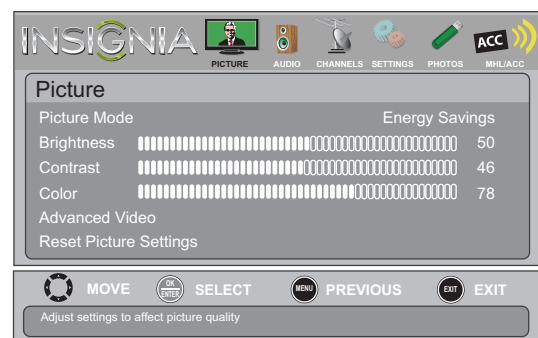 INSIGNIA
PICTURE AUDIO CHANNELS SETTINGS PHOTOS MHL/ACC
ACC
Picture
Picture Mode Energy Savings
Brightness 50
Contrast 46
Color 78
Advanced Video
Reset Picture Settings
MOVE OK ENTER SELECT MENU PREVIOUS EXIT EXIT
Adjust settings to affect picture quality